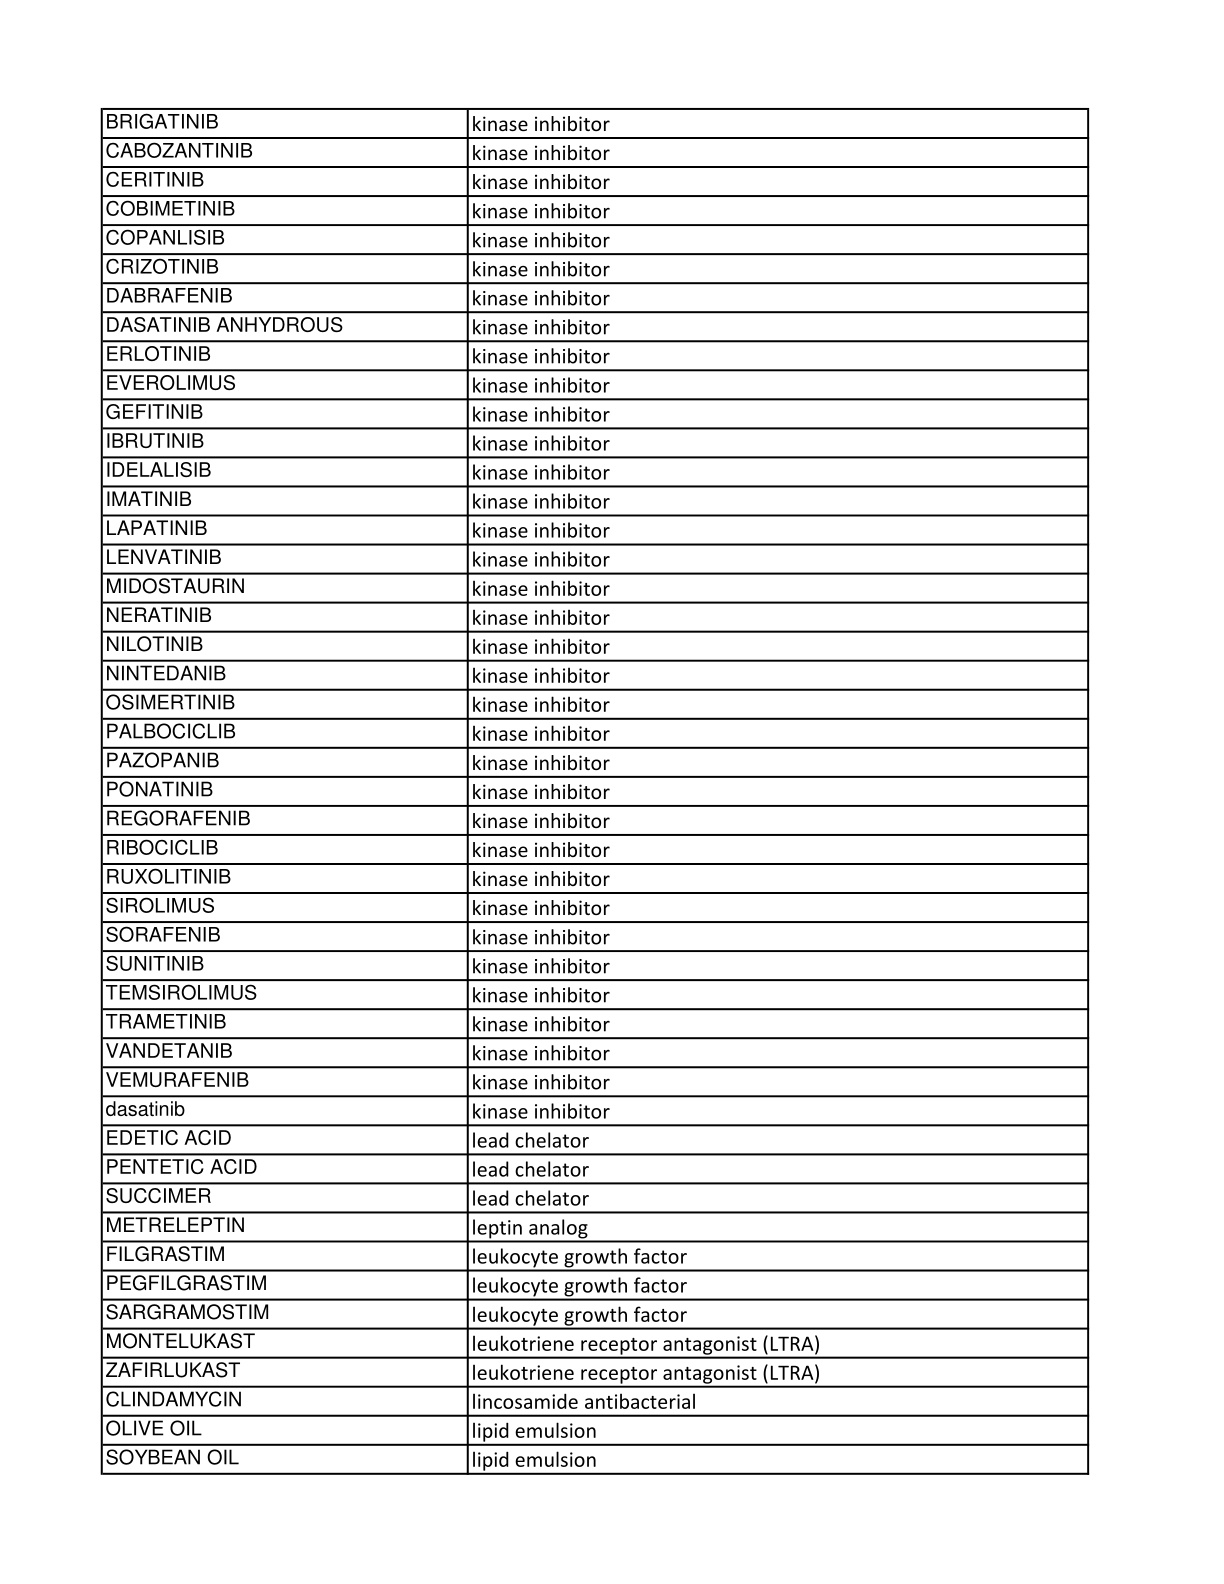 BRIGATINIB kinase inhibitor
CABOZANTINIB kinase inhibitor
CERITINIB kinase inhibitor
COBIMETINIB kinase inhibitor
COPANLISIB kinase inhibitor
CRIZOTINIB kinase inhibitor
DABRAFENIB kinase inhibitor
DASATINIB ANHYDROUS kinase inhibitor
ERLOTINIB kinase inhibitor
EVEROLIMUS kinase inhibitor
GEFITINIB kinase inhibitor
IBRUTINIB kinase inhibitor
IDELALISIB kinase inhibitor
IMATINIB kinase inhibitor
LAPATINIB kinase inhibitor
LENVATINIB kinase inhibitor
MIDOSTAURIN kinase inhibitor
NERATINIB kinase inhibitor
NILOTINIB kinase inhibitor
NINTEDANIB kinase inhibitor
OSIMERTINIB kinase inhibitor
PALBOCICLIB kinase inhibitor
PAZOPANIB kinase inhibitor
PONATINIB kinase inhibitor
REGORAFENIB kinase inhibitor
RIBOCICLIB kinase inhibitor
RUXOLITINIB kinase inhibitor
SIROLIMUS kinase inhibitor
SORAFENIB kinase inhibitor
SUNITINIB kinase inhibitor
TEMSIROLIMUS kinase inhibitor
TRAMETINIB kinase inhibitor
VANDETANIB kinase inhibitor
VEMURAFENIB kinase inhibitor
dasatinib kinase inhibitor
EDETIC ACID lead chelator
PENTETIC ACID lead chelator
SUCCIMER lead chelator
METRELEPTIN leptin analog
FILGRASTIM leukocyte growth factor
PEGFILGRASTIM leukocyte growth factor
SARGRAMOSTIM leukocyte growth factor
MONTELUKAST leukotriene receptor antagonist (LTRA)
ZAFIRLUKAST leukotriene receptor antagonist (LTRA)
CLINDAMYCIN lincosamide antibacterial
OLIVE OIL lipid emulsion
SOYBEAN OIL lipid emulsion